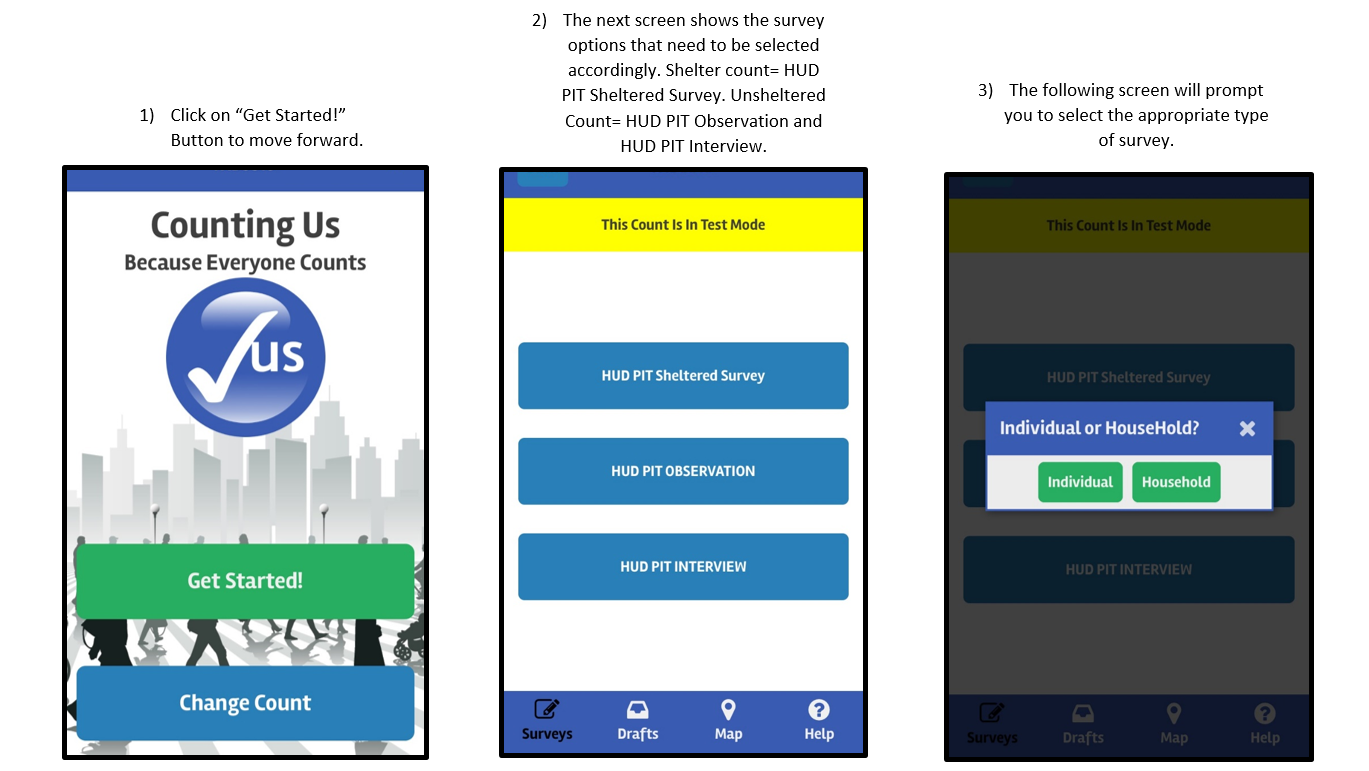 1) Click on “Get Started!”
Button to move forward.
Counting Us
Because Everyone Counts
us
Get Started!
Change Count
2) The next screen shows the survey
options that need to be selected
accordingly. Shelter count= HUD
PIT Sheltered Survey. Unsheltered
Count= HUD PIT Observation and
HUD PIT Interview.
This Count Is In Test Mode
HUD PIT Sheltered Survey
HUD PIT OBSERVATION
HUD PIT INTERVIEW
Surveys Drafts Map Help
3) The following screen will prompt
you to select the appropriate type
of survey.
This Count Is In Test Mode
HUD PIT Sheltered Survey
Individual or HouseHold?
Individual Household
HUD PIT INTERVIEW
Surveys Drafts Map Help